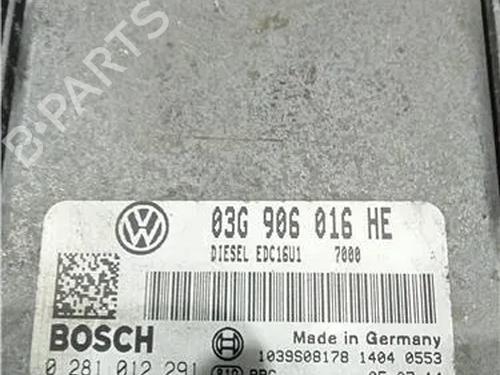 B-PARTS
03G 906 016 HE
DIESEL EDC16U1 7000
BOSCH
Made in Germany
1039S08178 1404 0553
0 281 012 291